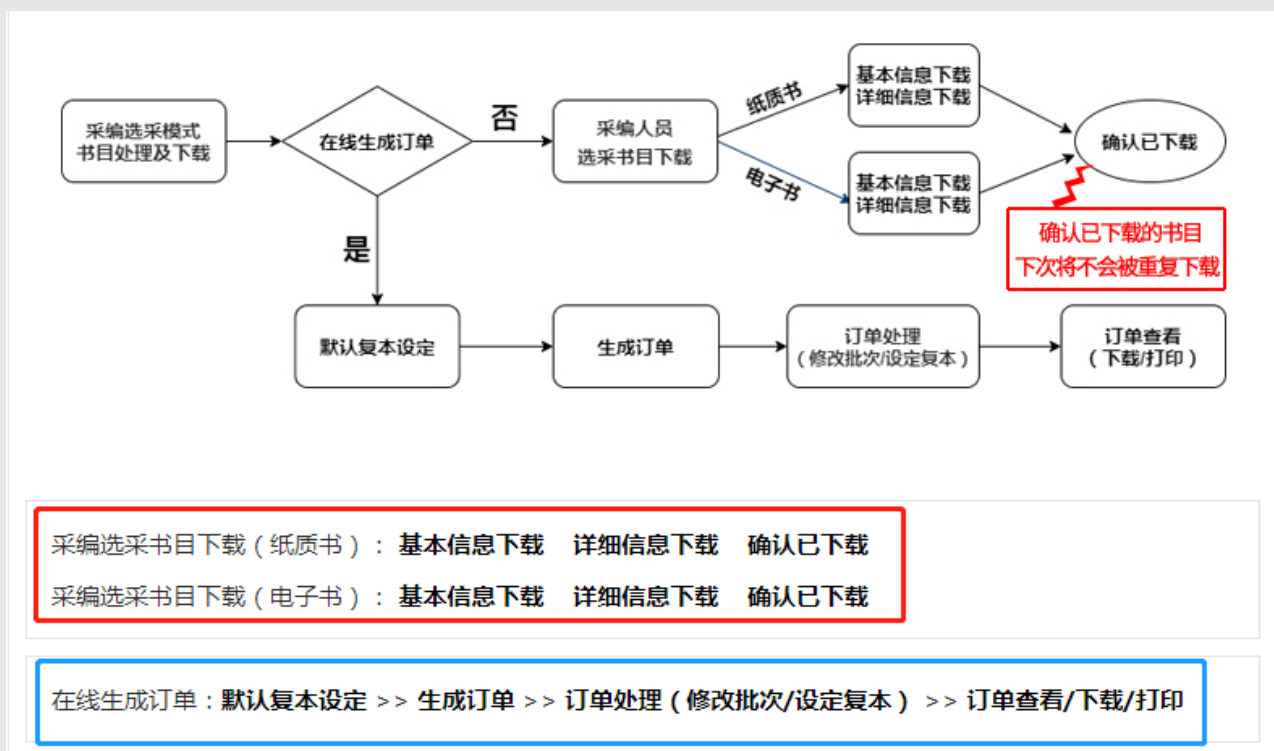 采编选采模式
书目处理及下载
在线生成订单
否
采编人员
选采书目下载
纸质书
基本信息下载
详细信息下载
电子书
基本信息下载
详细信息下载
确认已下载
确认已下载的书目
下次将不会被重复下载
是
默认复本设定
生成订单
订单处理
（修改批次/设定复本）
订单查看
（下载/打印）
采编选采书目下载（纸质书）：基本信息下载 详细信息下载 确认已下载
采编选采书目下载（电子书）：基本信息下载 详细信息下载 确认已下载
在线生成订单：默认复本设定 >> 生成订单 >> 订单处理（修改批次/设定复本） >> 订单查看/下载/打印